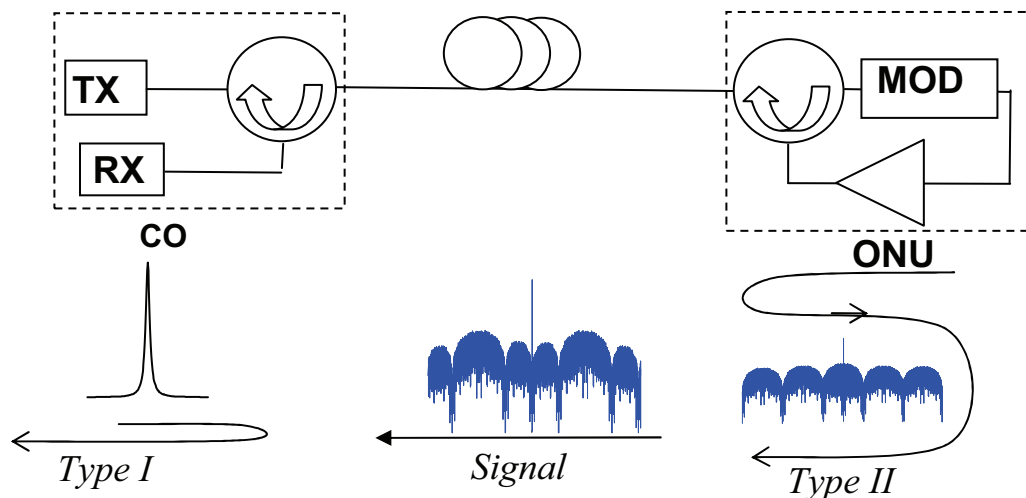 TX
MOD
RX
CO
ONU
Type I
Signal
Type II